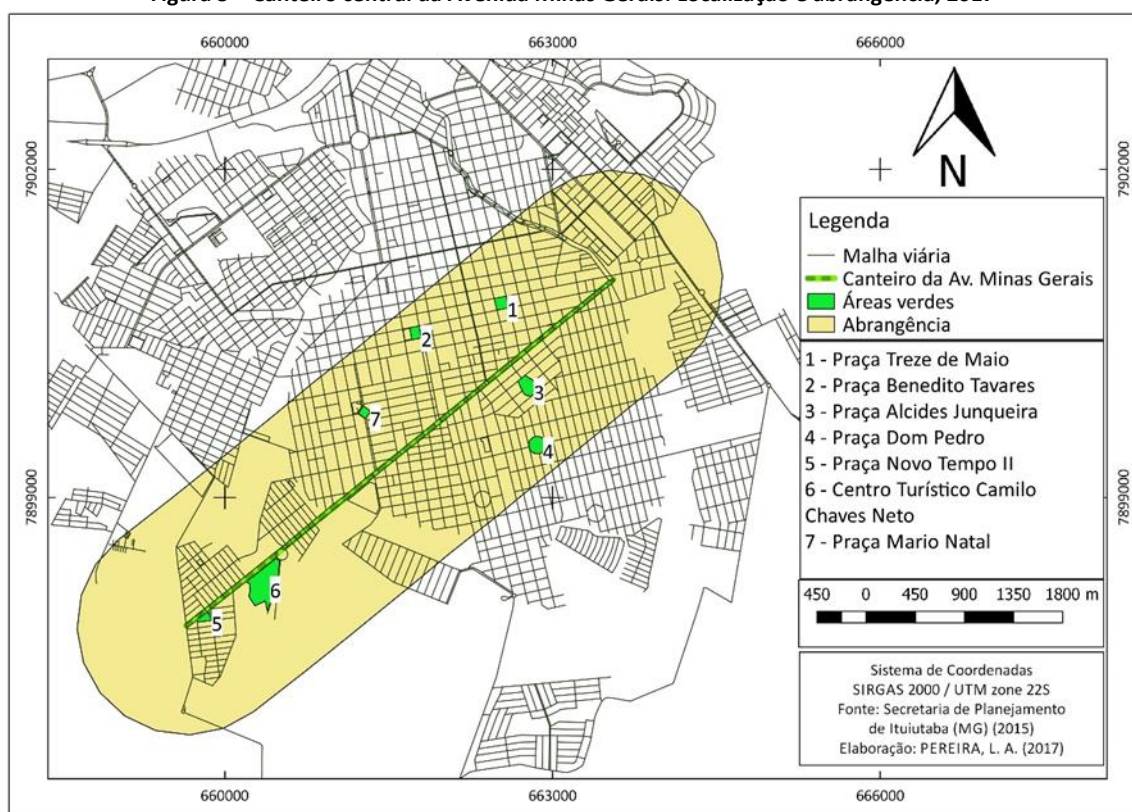 Figura 3 – Canteiro central da Avenida Minas Gerais: Localização e abrangência, 2017
660000
663000
666000
7902000
7902000
N
Legenda
Malha viária
Canteiro da Av. Minas Gerais
Áreas verdes
Abrangência
1
2
3
7
4
1 - Praça Treze de Maio
2 - Praça Benedito Tavares
3 - Praça Alcides Junqueira
4 - Praça Dom Pedro
5 - Praça Novo Tempo II
6 - Centro Turístico Camilo
Chaves Neto
7 - Praça Mario Natal
7899000
7899000
6
5
450 0 450 900 1350 1800 m
Sistema de Coordenadas
SIRGAS 2000 / UTM zone 22S
Fonte: Secretaria de Planejamento
de Ituiutaba (MG) (2015)
Elaboração: PEREIRA, L. A. (2017)
660000
663000
666000